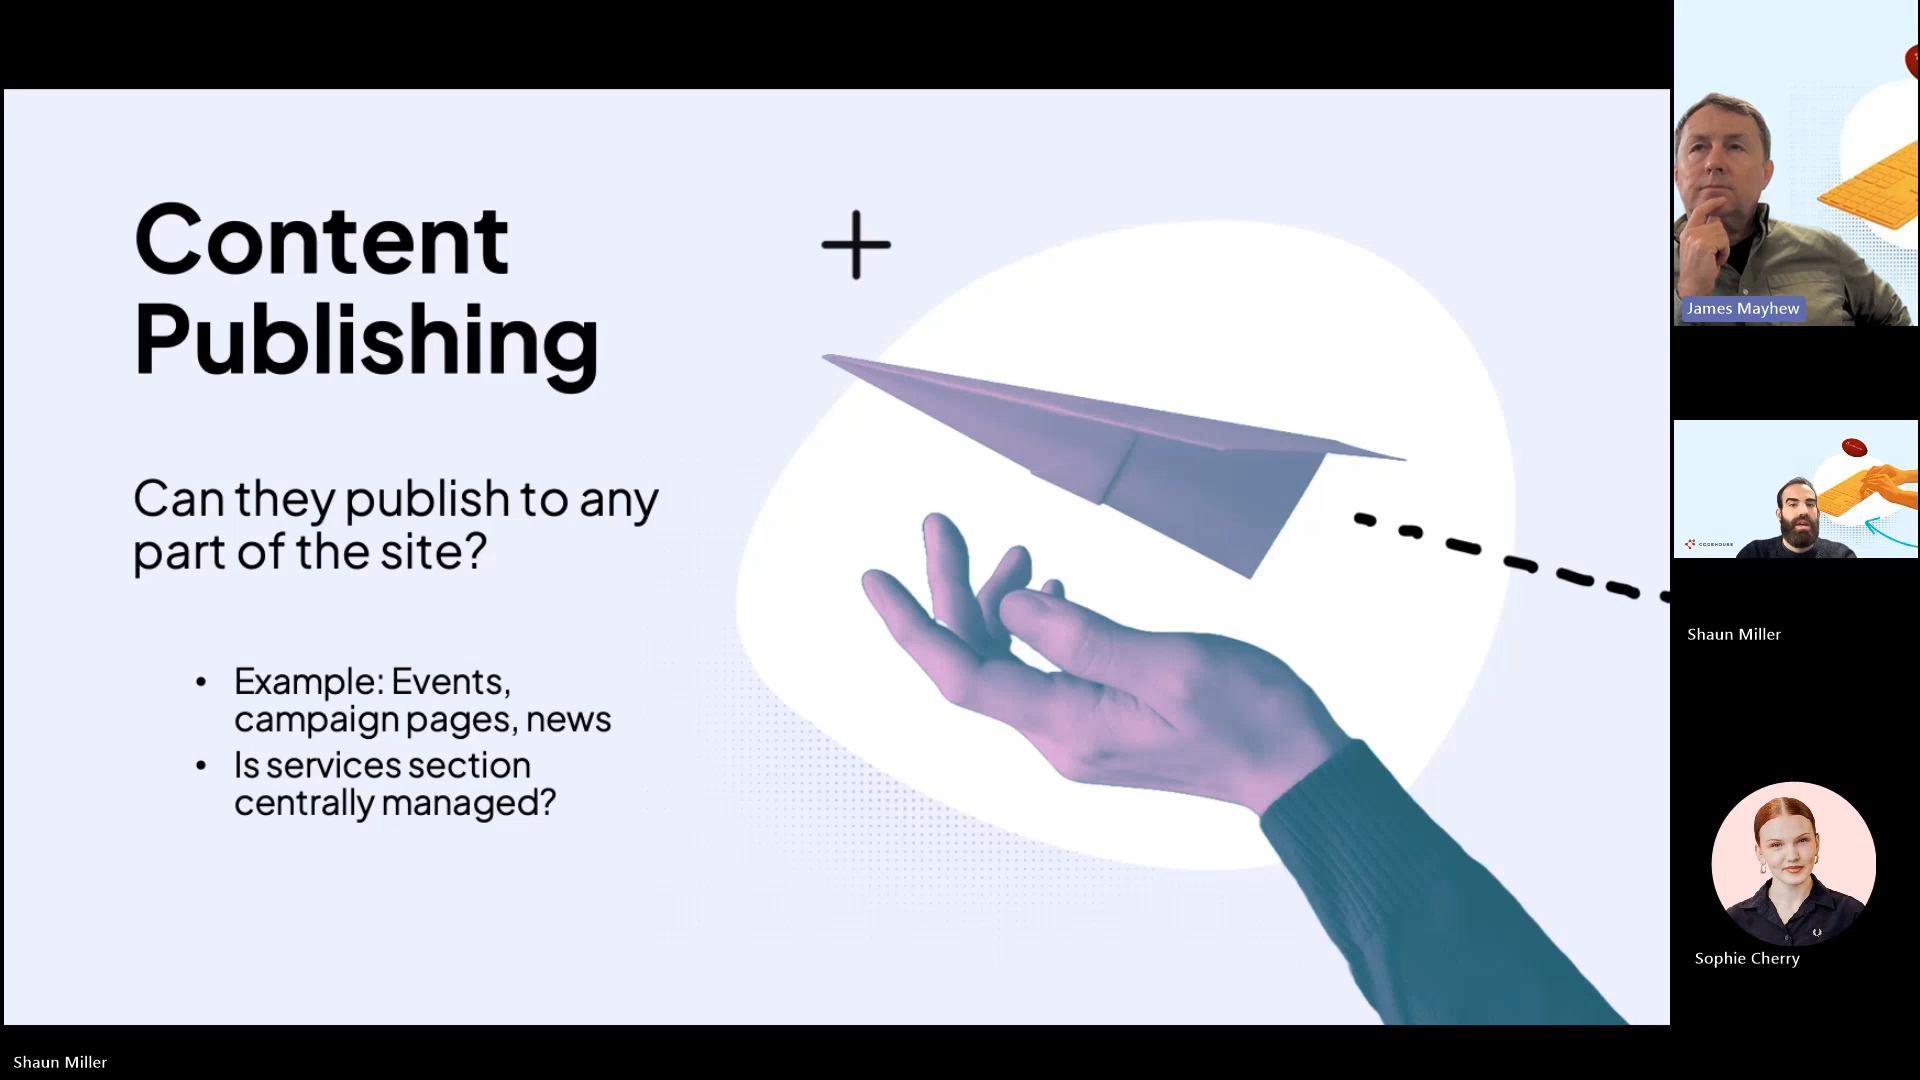 Content
Publishing
Can they publish to any
part of the site?
• Example: Events,
campaign pages, news
• Is services section
centrally managed?
James Mayhew
CODEHOUSE
Shaun Miller
Sophie Cherry
Shaun Miller